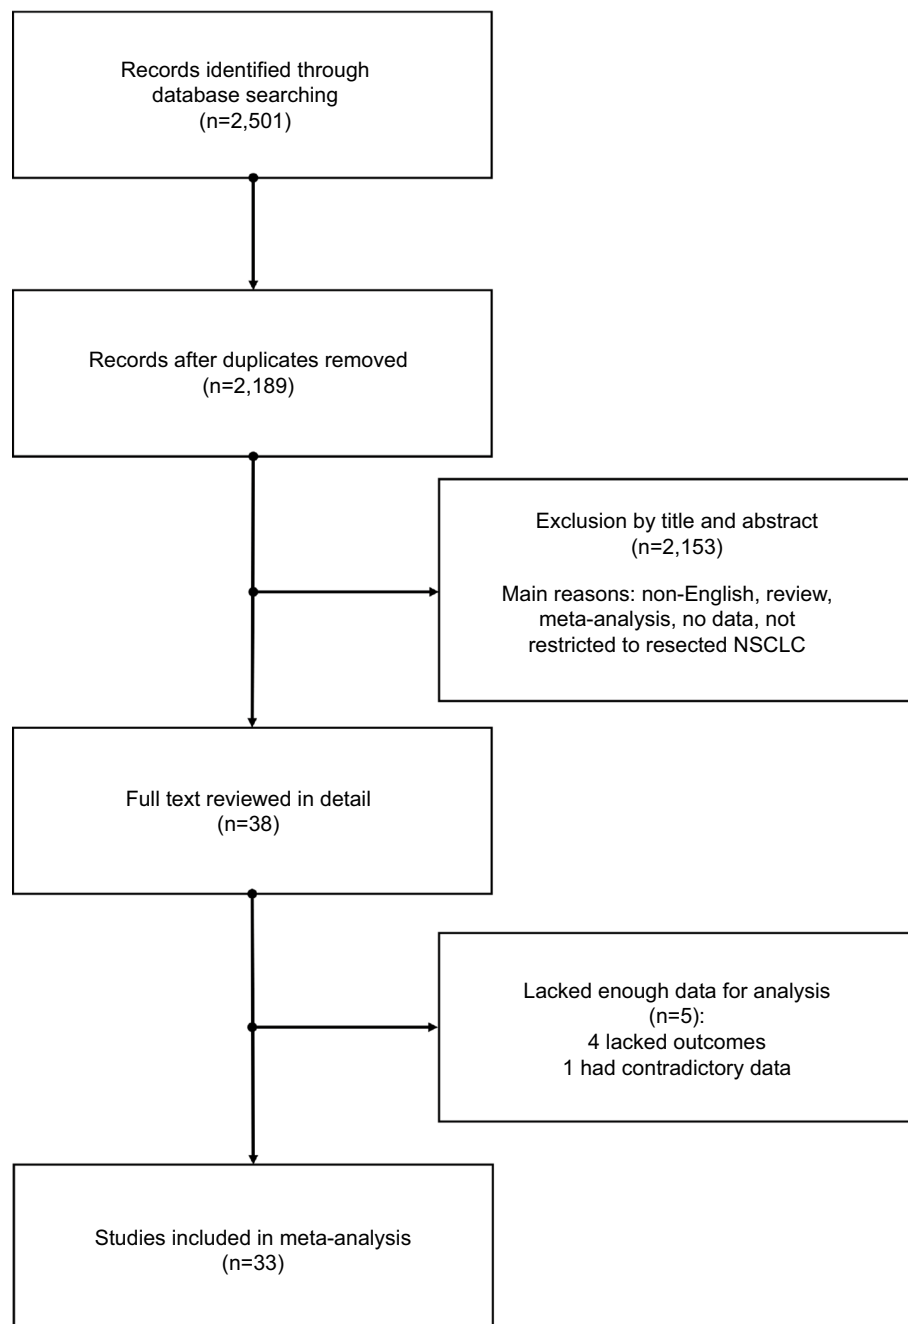 Records identified through
database searching
(n=2,501)
Records after duplicates removed
(n=2,189)
Exclusion by title and abstract
(n=2,153)
Main reasons: non-English, review,
meta-analysis, no data, not
restricted to resected NSCLC
Full text reviewed in detail
(n=38)
Lacked enough data for analysis
(n=5):
4 lacked outcomes
1 had contradictory data
Studies included in meta-analysis
(n=33)